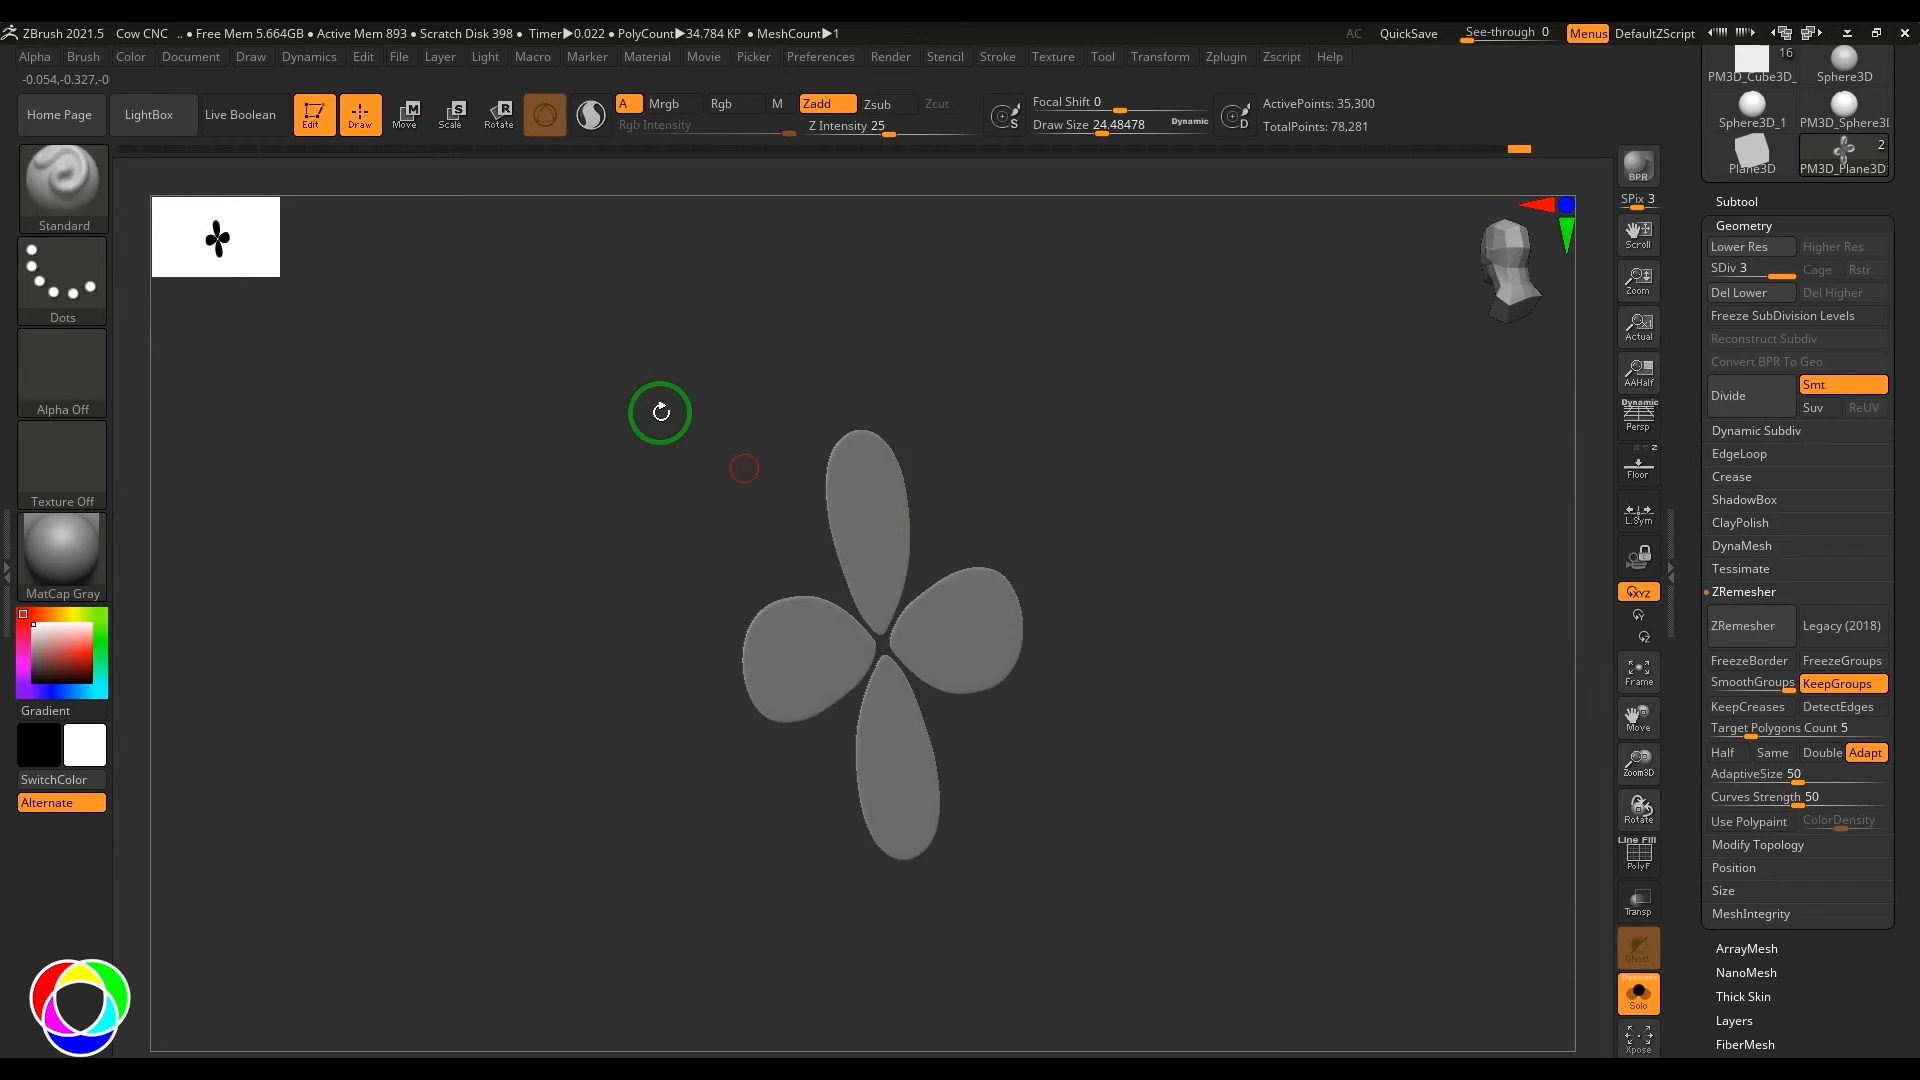 ZBrush 2021.5 Cow CNC .. ● Free Mem 5.664GB ● Active Mem 893 ● Scratch Disk 398 ● Timer▶0.022 ● PolyCount▶34.784 KP ● MeshCount▶1 AC QuickSave See-through 0 Menus DefaultZScript
Alpha Brush Color Document Draw Dynamics Edit File Layer Light Macro Marker Material Movie Picker Preferences Render Stencil Stroke Texture Tool Transform Zplugin Zscript Help
-0.054,-0.327,-0
Home Page LightBox Live Boolean Edit Draw Move Scale Rotate
A Mrgb Rgb M Zadd Zsub Zcut
Rgb Intensity Z Intensity 25
S Focal Shift 0
Draw Size 24.48478 Dynamic D
ActivePoints: 35,300
TotalPoints: 78,281
Standard
Dots
Alpha Off
Texture Off
MatCap Gray
Gradient
SwitchColor
Alternate
BPR
SPix 3
Scroll
Zoom
Actual
AAHalf
Dynamic
Persp
Floor
L.Sym
XYZ
Y
Z
Frame
Move
Zoom3D
Rotate
Line Fill
PolyF
Transp
Ghost
Dynamic
Solo
Xpose
16
PM3D_Cube3D_ Sphere3D
Sphere3D_1 PM3D_Sphere3D
2
Plane3D PM3D_Plane3D
Subtool
Geometry
Lower Res Higher Res
SDiv 3 Cage Rstr
Del Lower Del Higher
Freeze SubDivision Levels
Reconstruct Subdiv
Convert BPR To Geo
Divide Smt
Suv ReUV
Dynamic Subdiv
EdgeLoop
Crease
ShadowBox
ClayPolish
DynaMesh
Tessimate
ZRemesher
ZRemesher Legacy (2018)
FreezeBorder FreezeGroups
SmoothGroups KeepGroups
KeepCreases DetectEdges
Target Polygons Count 5
Half Same Double Adapt
AdaptiveSize 50
Curves Strength 50
Use Polypaint ColorDensity
Modify Topology
Position
Size
MeshIntegrity
ArrayMesh
NanoMesh
Thick Skin
Layers
FiberMesh